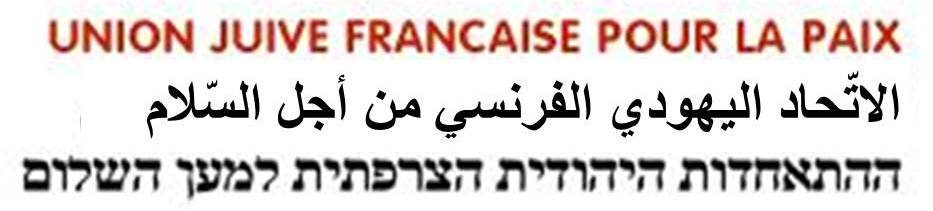 UNION JUIVE FRANCAISE POUR LA PAIX
الاتّحاد اليهودي الفرنسي من أجل السّلام
ההתאחדות היהודית הצרפתית למען השלום